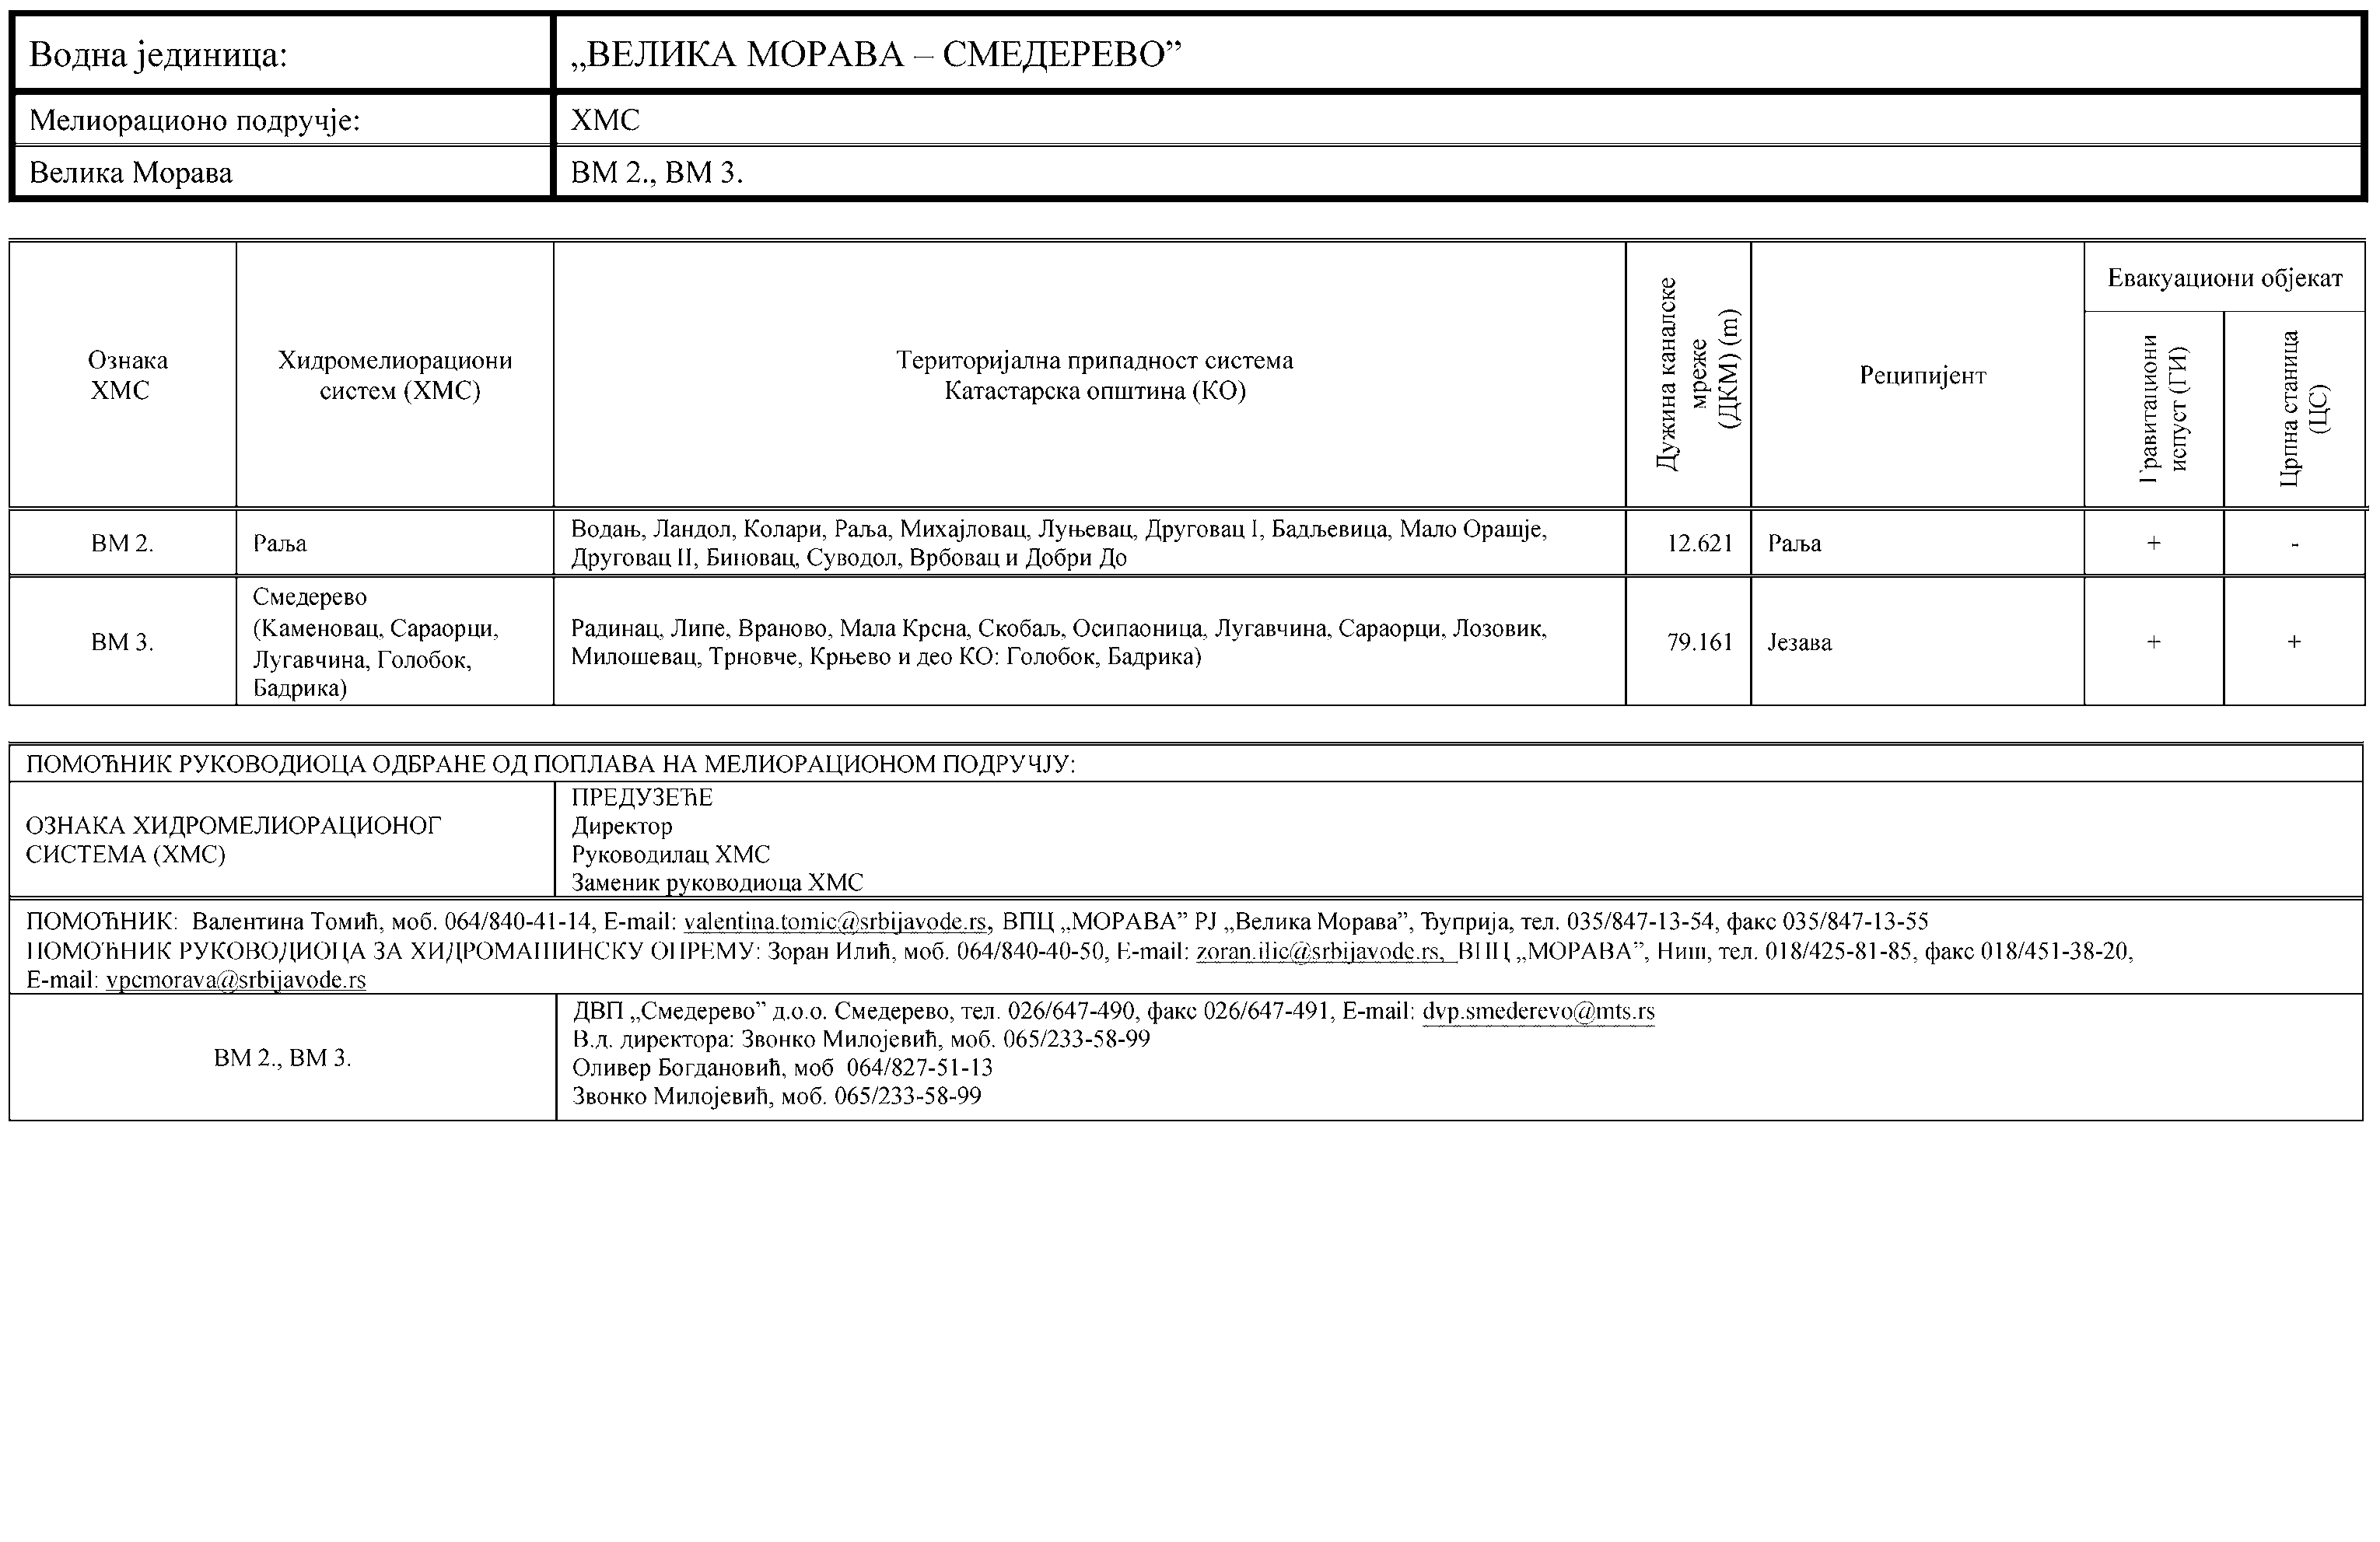 Водна јединица:
„ВЕЛИКА МОРАВА – СМЕДЕРЕВО”
Мелиорационо подручје:
ХМС
Велика Морава
ВМ 2., ВМ 3.
Ознака
ХМС
Хидромелиорациони
систем (ХМС)
Територијална припадност система
Катастарска општина (КО)
Дужина каналске
мреже
(ДКМ) (m)
Реципијент
Евакуациони објекат
Гравитациони
испуст (ГИ)
Црпна станица
(ЦС)
ВМ 2.
Раља
Водањ, Ландол, Колари, Раља, Михајловац, Луњевац, Друговац I, Бадљевица, Мало Орашје,
Друговац II, Биновац, Суводол, Врбовац и Добри До
12.621
Раља
+
-
ВМ 3.
Смедерево
(Каменовац, Сараорци,
Лугавчина, Голобок,
Бадрика)
Радинац, Липе, Враново, Мала Крсна, Скобаљ, Осипаоница, Лугавчина, Сараорци, Лозовик,
Милошевац, Трновче, Крњево и део КО: Голобок, Бадрика)
79.161
Језава
+
+
ПОМОЋНИК РУКОВОДИОЦА ОДБРАНЕ ОД ПОПЛАВА НА МЕЛИОРАЦИОНОМ ПОДРУЧЈУ:
ОЗНАКА ХИДРОМЕЛИОРАЦИОНОГ
СИСТЕМА (ХМС)
ПРЕДУЗЕЋЕ
Директор
Руководилац ХМС
Заменик руководиоца ХМС
ПОМОЋНИК:  Валентина Томић, моб. 064/840-41-14, E-mail: valentina.tomic@srbijavode.rs, ВПЦ „МОРАВА” РЈ „Велика Морава”, Ћуприја, тел. 035/847-13-54, факс 035/847-13-55
ПОМОЋНИК РУКОВОДИОЦА ЗА ХИДРОМАШИНСКУ ОПРЕМУ: Зоран Илић, моб. 064/840-40-50, E-mail: zoran.ilic@srbijavode.rs,  ВПЦ „МОРАВА”, Ниш, тел. 018/425-81-85, факс 018/451-38-20,
E-mail: vpcmorava@srbijavode.rs
ВМ 2., ВМ 3.
ДВП „Смедерево” д.о.о. Смедерево, тел. 026/647-490, факс 026/647-491, E-mail: dvp.smederevo@mts.rs
В.д. директора: Звонко Милојевић, моб. 065/233-58-99
Оливер Богдановић, моб  064/827-51-13
Звонко Милојевић, моб. 065/233-58-99